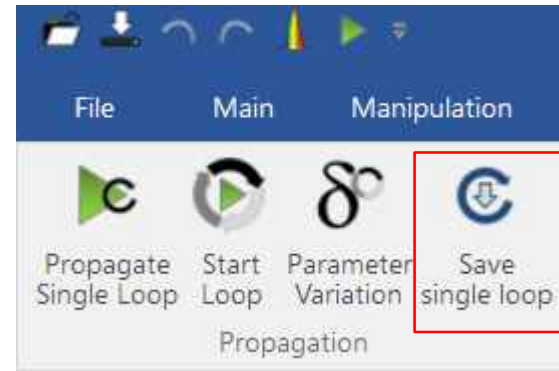 File Main Manipulation
Propagate Start Parameter Save
Single Loop Loop Variation single loop
Propagation